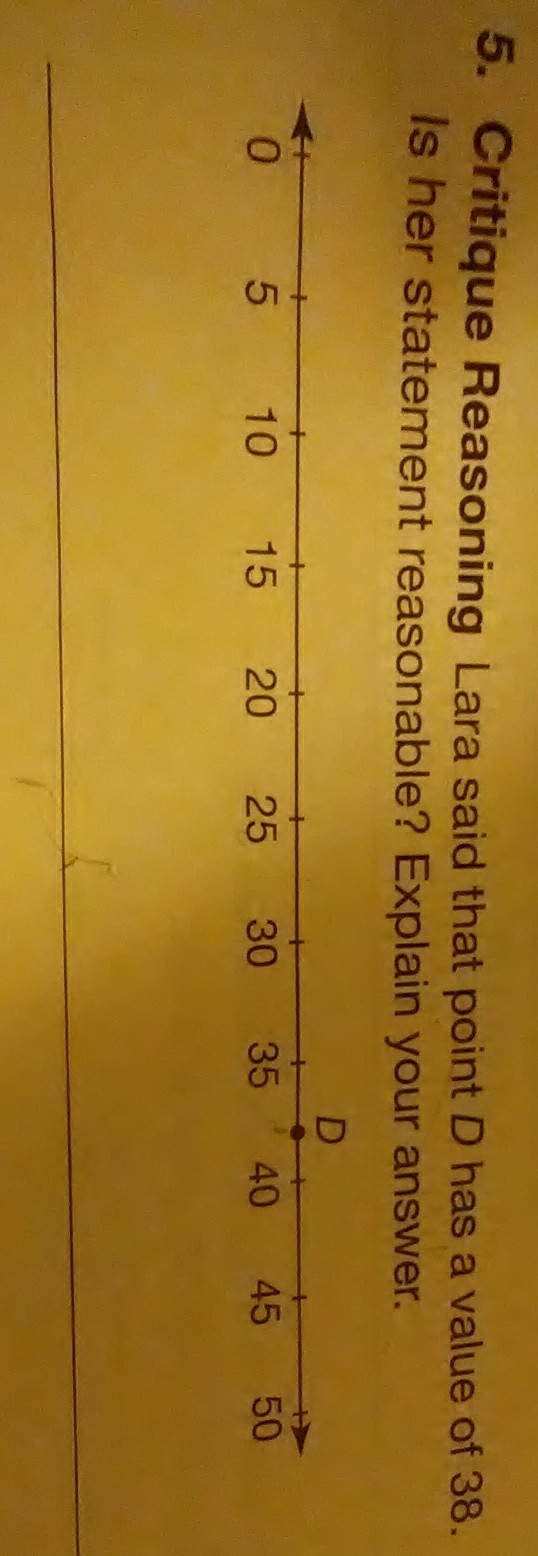 5. Critique Reasoning Lara said that point D has a value of 38.
Is her statement reasonable? Explain your answer.
D
0 5 10 15 20 25 30 35 40 45 50